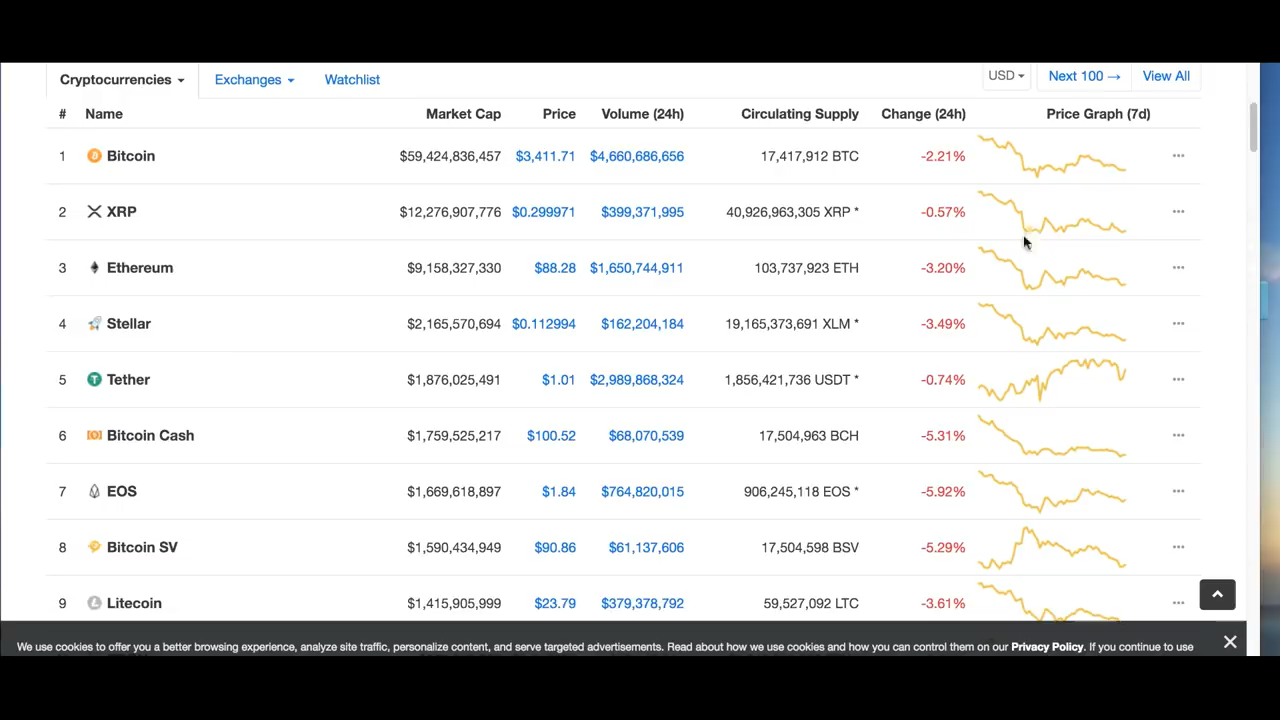 Cryptocurrencies Exchanges Watchlist USD Next 100 → View All
# Name Market Cap Price Volume (24h) Circulating Supply Change (24h) Price Graph (7d)
1 Bitcoin $59,424,836,457 $3,411.71 $4,660,686,656 17,417,912 BTC -2.21%
2 XRP $12,276,907,776 $0.299971 $399,371,995 40,926,963,305 XRP * -0.57%
3 Ethereum $9,158,327,330 $88.28 $1,650,744,911 103,737,923 ETH -3.20%
4 Stellar $2,165,570,694 $0.112994 $162,204,184 19,165,373,691 XLM * -3.49%
5 Tether $1,876,025,491 $1.01 $2,989,868,324 1,856,421,736 USDT * -0.74%
6 Bitcoin Cash $1,759,525,217 $100.52 $68,070,539 17,504,963 BCH -5.31%
7 EOS $1,669,618,897 $1.84 $764,820,015 906,245,118 EOS * -5.92%
8 Bitcoin SV $1,590,434,949 $90.86 $61,137,606 17,504,598 BSV -5.29%
9 Litecoin $1,415,905,999 $23.79 $379,378,792 59,527,092 LTC -3.61%
We use cookies to offer you a better browsing experience, analyze site traffic, personalize content, and serve targeted advertisements. Read about how we use cookies and how you can control them on our Privacy Policy. If you continue to use